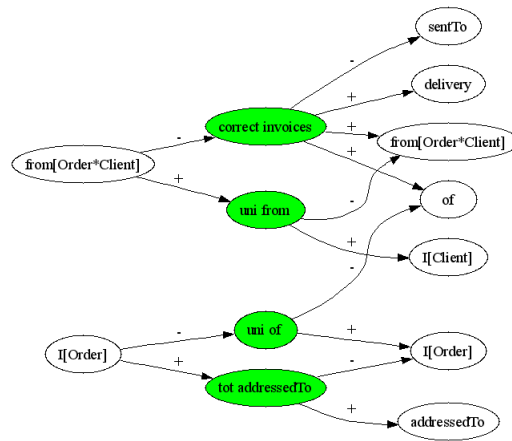 sentTo
-
+
delivery
correct invoices
+
from[Order*Client]
-
+
from[Order*Client]
+
uni from
-
of
+
I[Client]
-
uni of
-
+
I[Order]
I[Order]
+
-
tot addressedTo
+
addressedTo